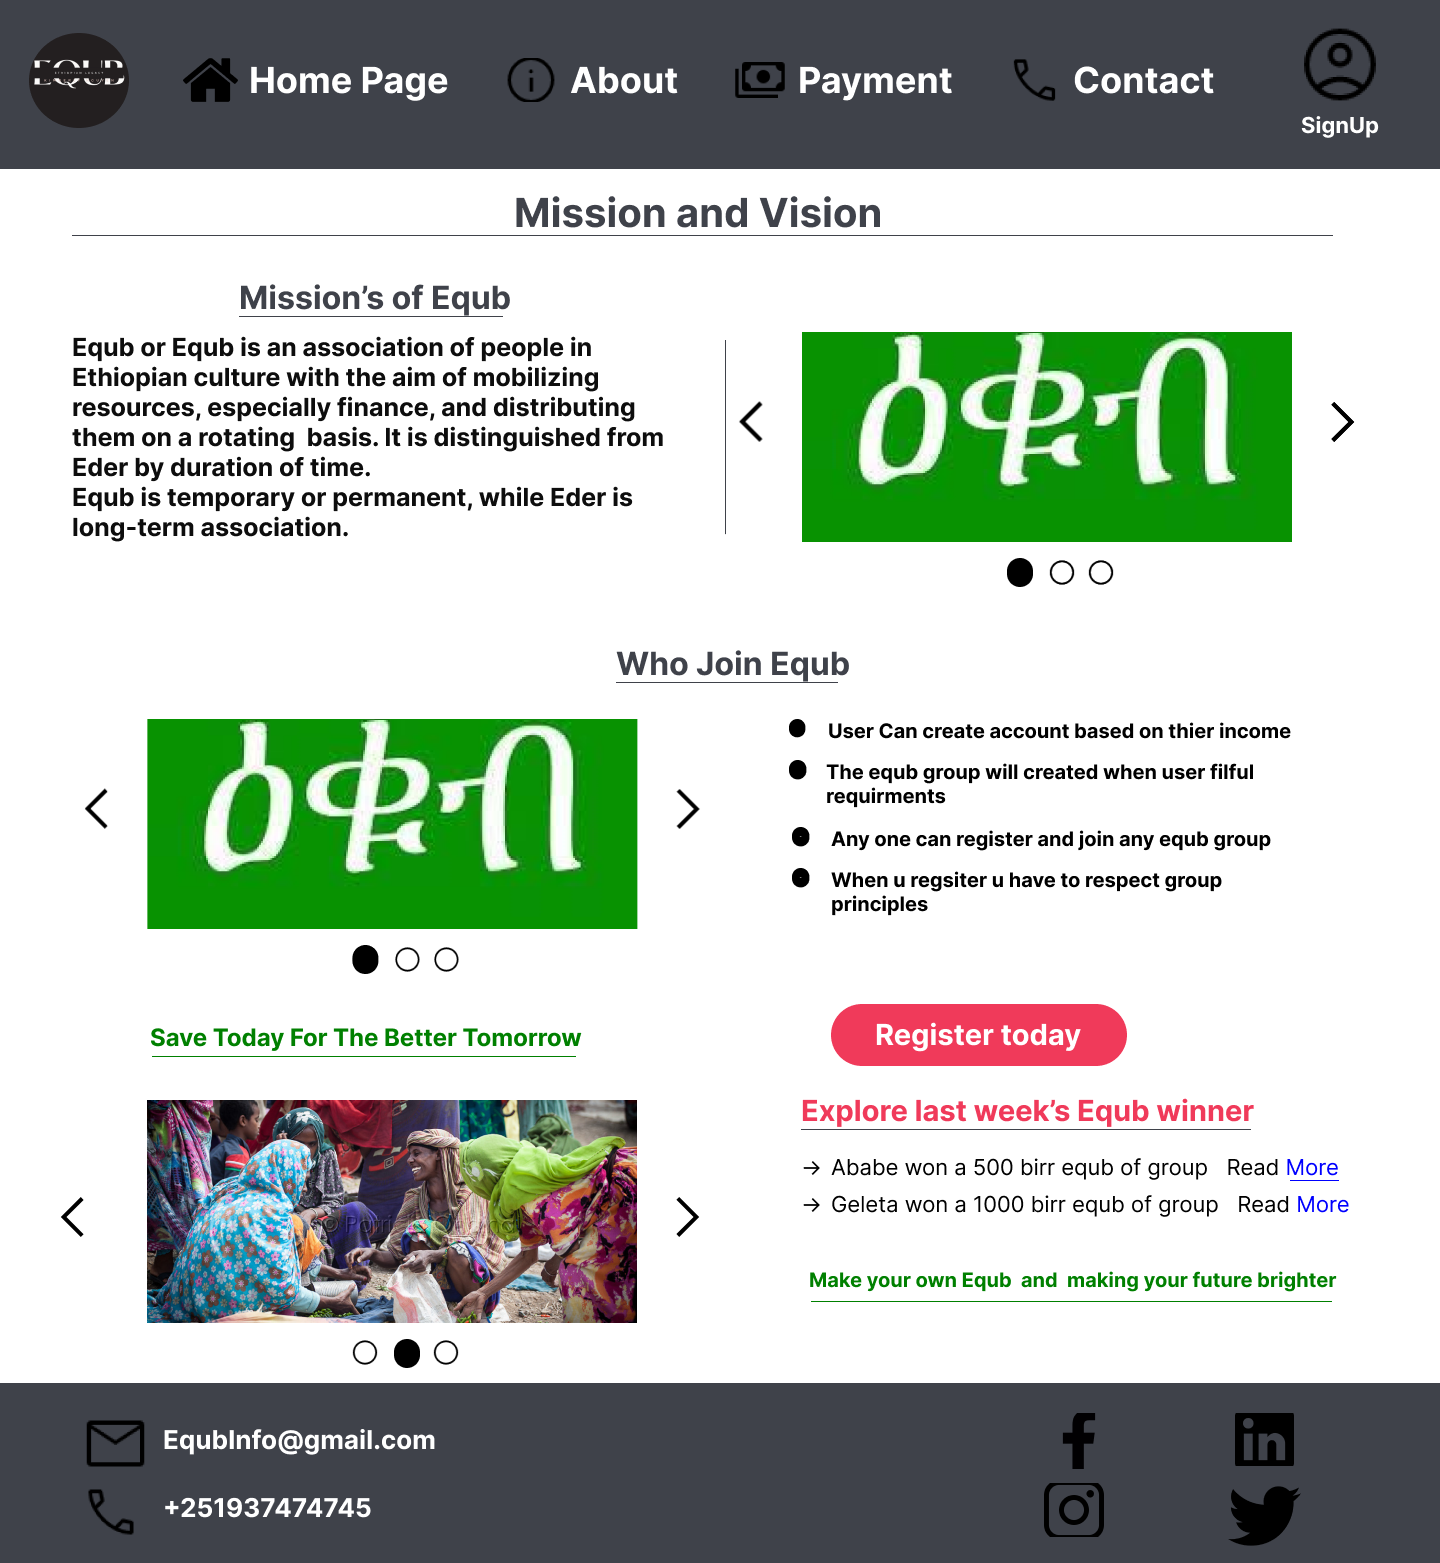 EQUB
Home Page
About
Payment
Contact
SignUp
Mission and Vision
Mission’s of Equb
Equb or Equb is an association of people in
Ethiopian culture with the aim of mobilizing
resources, especially finance, and distributing
them on a rotating basis. It is distinguished from
Eder by duration of time.
Equb is temporary or permanent, while Eder is
long-term association.
ዕቁብ
Who Join Equb
ዕቁብ
User Can create account based on thier income
The equb group will created when user filful
requirments
Any one can register and join any equb group
When u regsiter u have to respect group
principles
Save Today For The Better Tomorrow
Register today
Explore last week’s Equb winner
→ Ababe won a 500 birr equb of group Read More
→ Geleta won a 1000 birr equb of group Read More
Make your own Equb and making your future brighter
EqubInfo@gmail.com
+251937474745